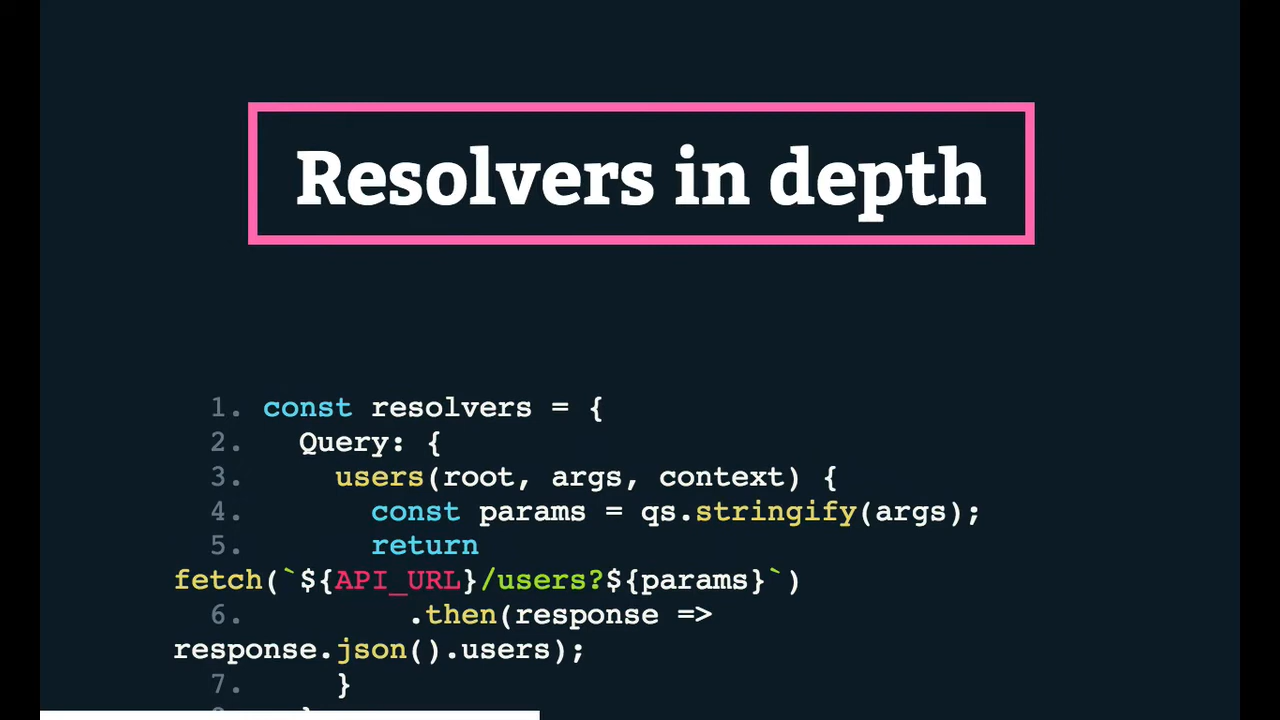 Resolvers in depth
1. const resolvers = {
2. Query: {
3. users(root, args, context) {
4. const params = qs.stringify(args);
5. return
fetch(`${API_URL}/users?${params}`)
6. .then(response =>
response.json().users);
7. }